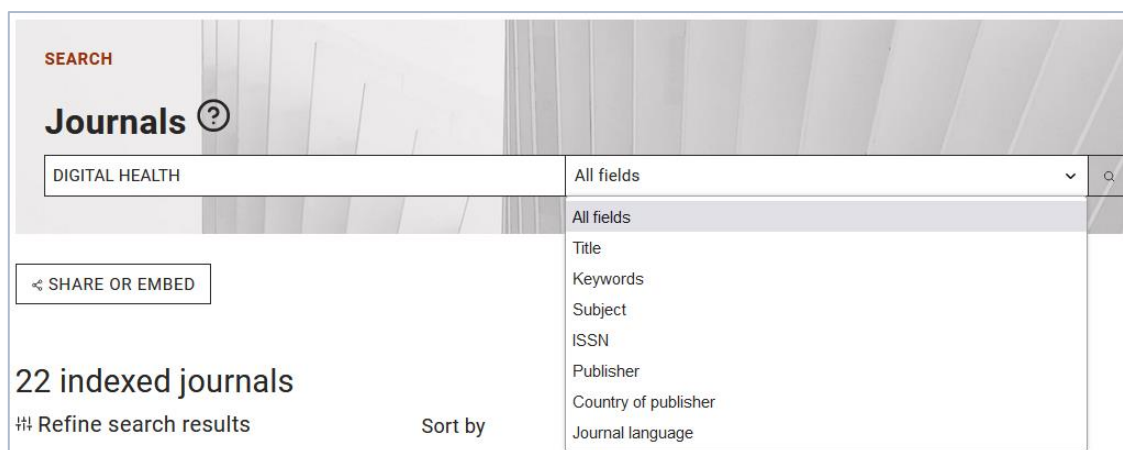 SEARCH
Journals ?
DIGITAL HEALTH
All fields
All fields
Title
Keywords
Subject
ISSN
Publisher
Country of publisher
Journal language
SHARE OR EMBED
22 indexed journals
Refine search results
Sort by